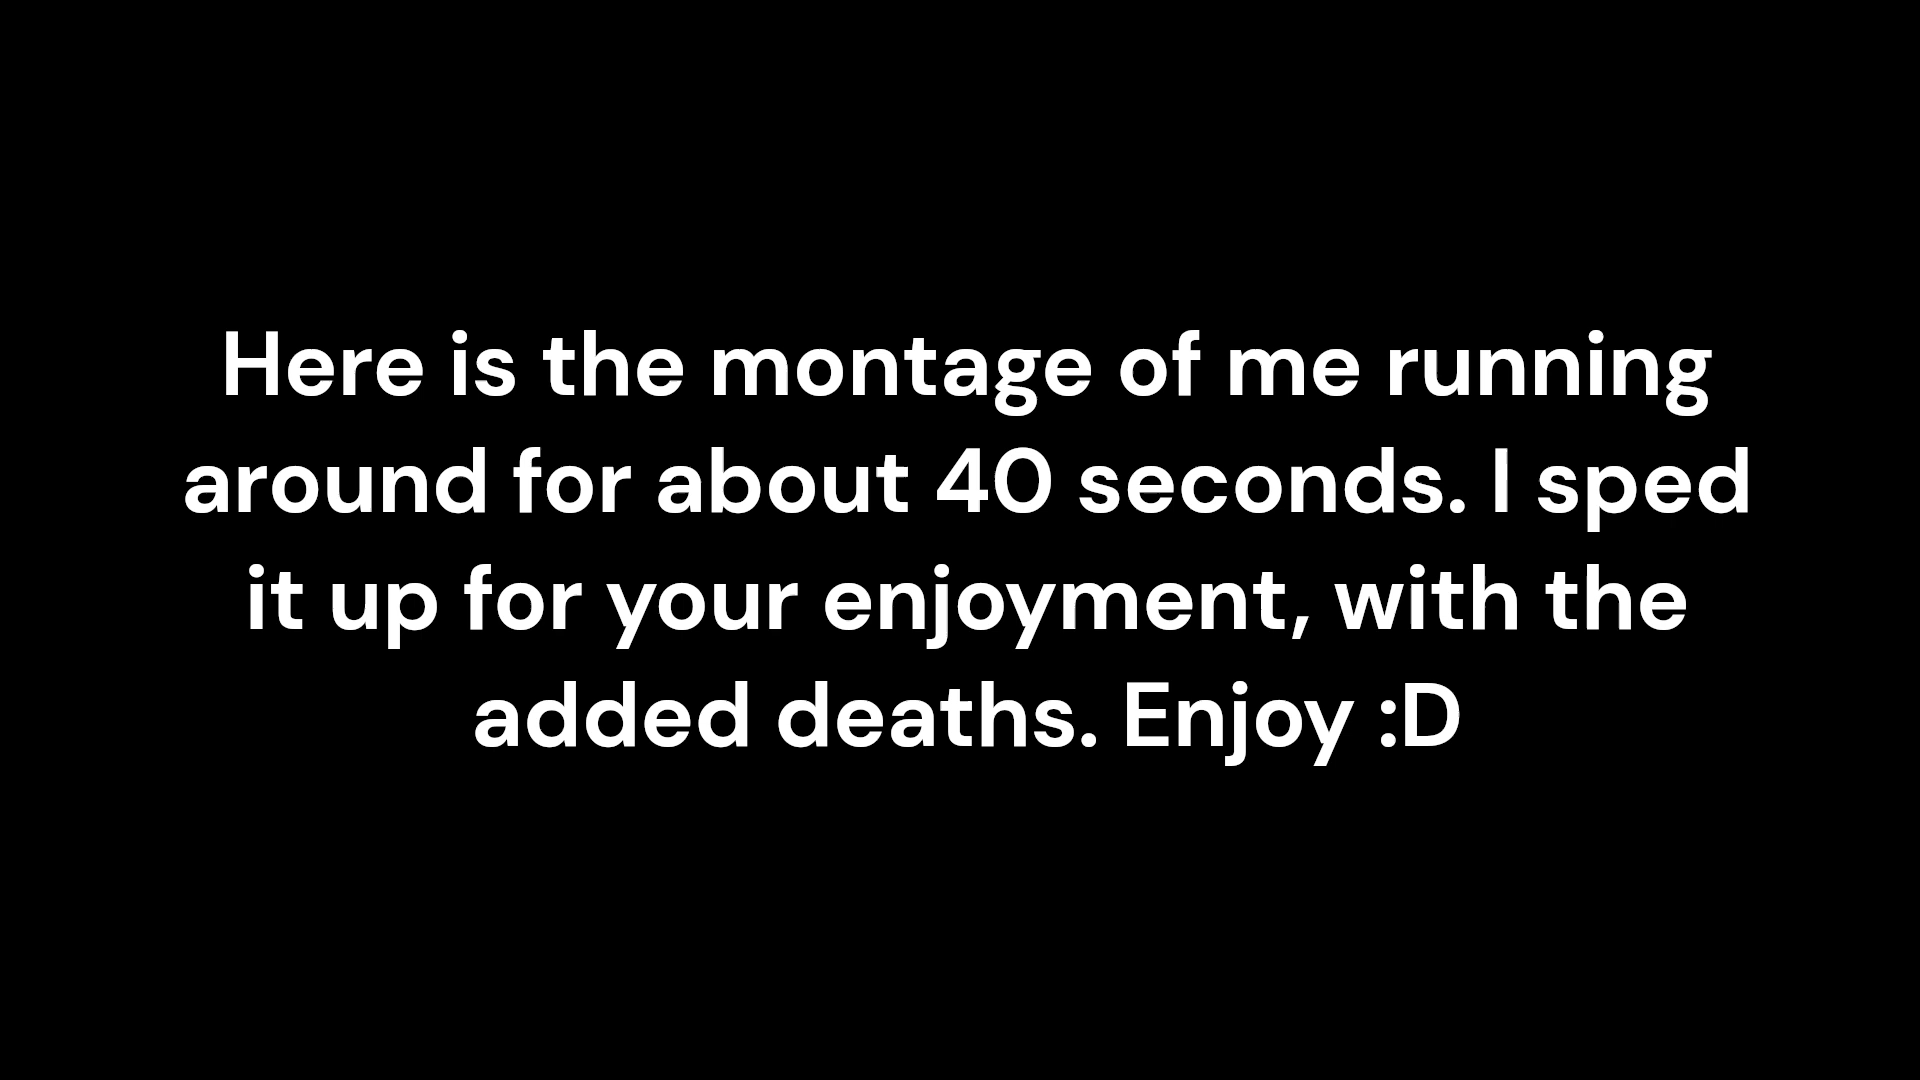 Here is the montage of me running
around for about 40 seconds. I sped
it up for your enjoyment, with the
added deaths. Enjoy :D